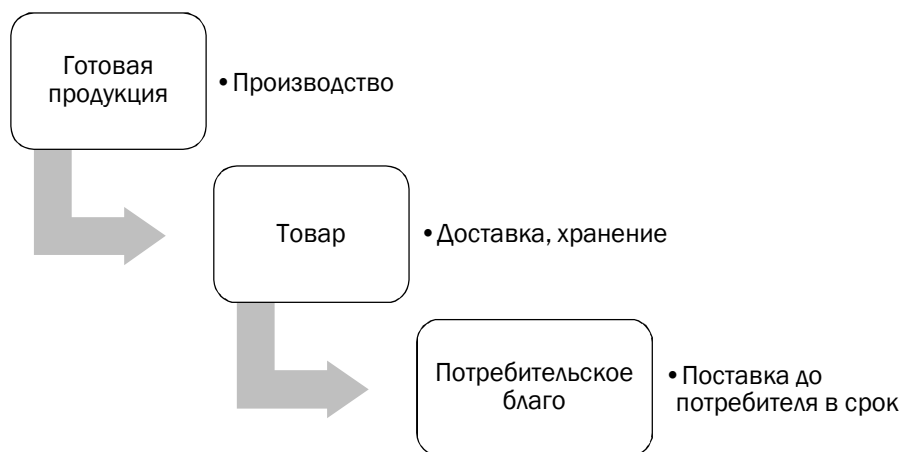 Готовая
продукция
• Производство
Товар
• Доставка, хранение
Потребительское
благо
• Поставка до
потребителя в срок